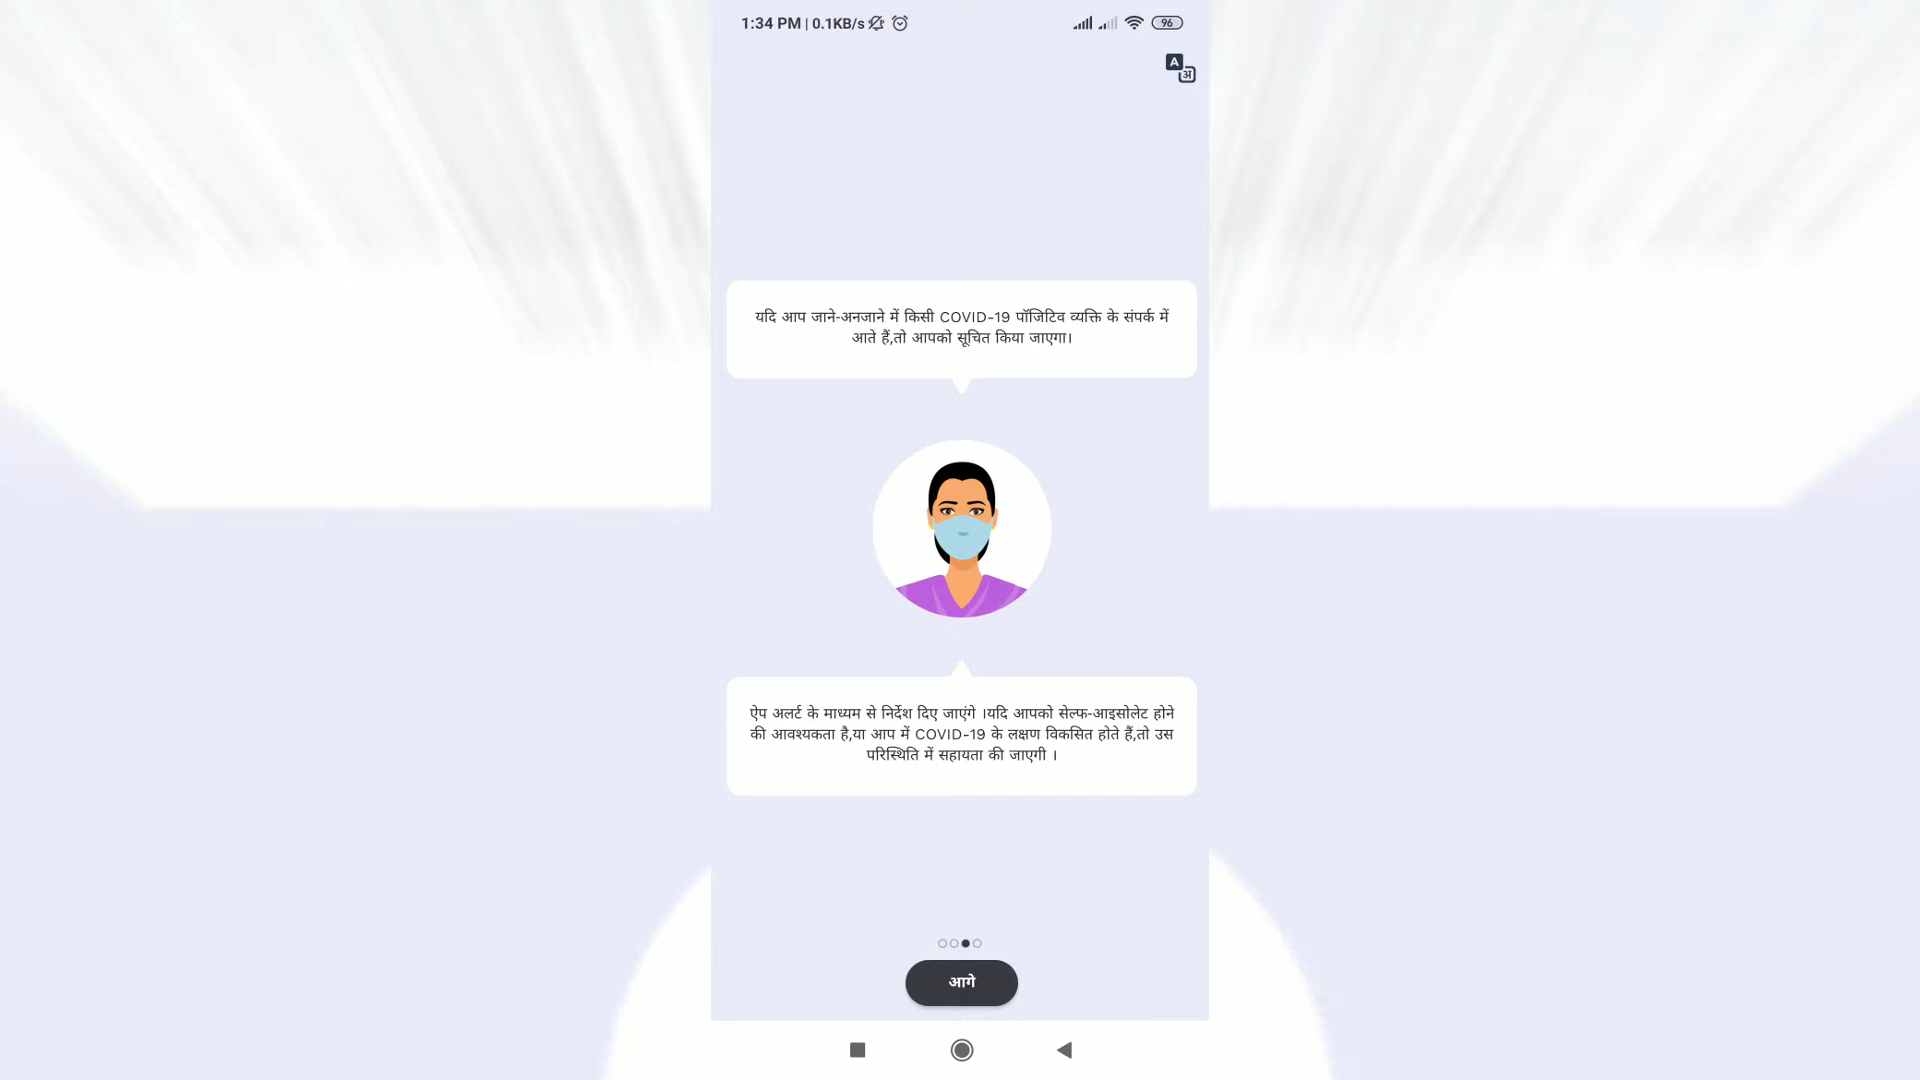 1:34 PM | 0.1KB/s
96
A
अ
यदि आप जाने-अनजाने में किसी COVID-19 पॉजिटिव व्यक्ति के संपर्क में
आते हैं,तो आपको सूचित किया जाएगा।
ऐप अलर्ट के माध्यम से निर्देश दिए जाएंगे ।यदि आपको सेल्फ-आइसोलेट होने
की आवश्यकता है,या आप में COVID-19 के लक्षण विकसित होते हैं,तो उस
परिस्थिति में सहायता की जाएगी ।
आगे